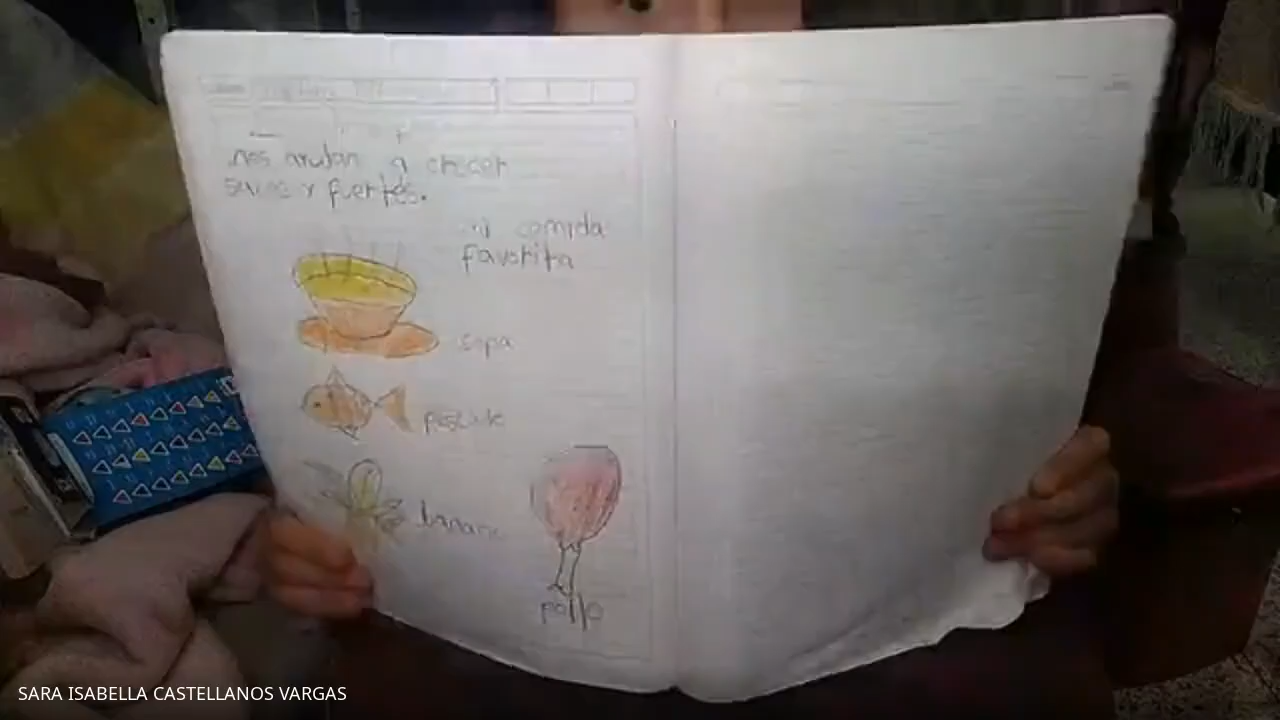 nos ayudan a crecer
sanos y fuertes.
mi comida
favorita
sopa
pescado
banano
pollo
SARA ISABELLA CASTELLANOS VARGAS